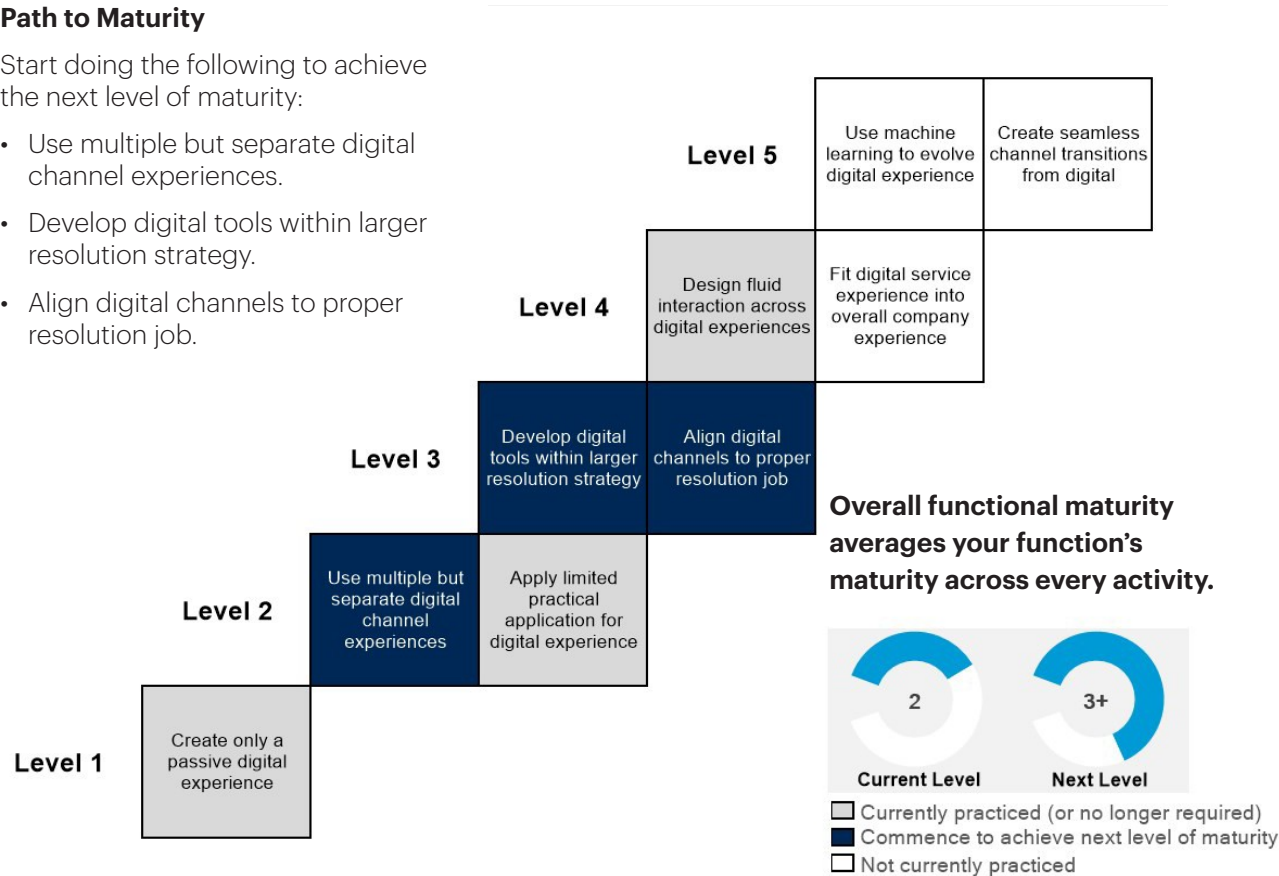 Path to Maturity
Start doing the following to achieve
the next level of maturity:
• Use multiple but separate digital
channel experiences.
• Develop digital tools within larger
resolution strategy.
• Align digital channels to proper
resolution job.
Level 5
Use machine
learning to evolve
digital experience
Create seamless
channel transitions
from digital
Level 4
Design fluid
interaction across
digital experiences
Fit digital service
experience into
overall company
experience
Level 3
Develop digital
tools within larger
resolution strategy
Align digital
channels to proper
resolution job
Level 2
Use multiple but
separate digital
channel
experiences
Apply limited
practical
application for
digital experience
Level 1
Create only a
passive digital
experience
Overall functional maturity
averages your function’s
maturity across every activity.
2
Current Level
3+
Next Level
Currently practiced (or no longer required)
Commence to achieve next level of maturity
Not currently practiced